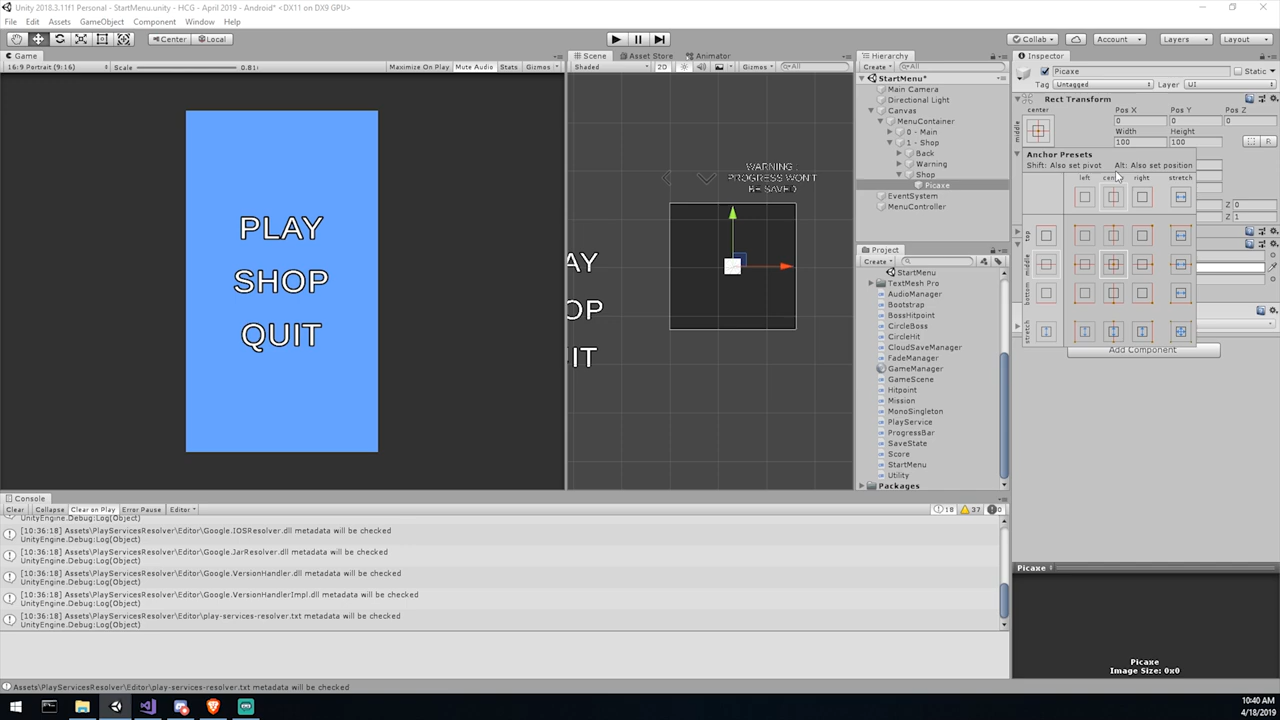 Unity 2018.3.11f1 Personal - StartMenu.unity - HCG - April 2019 - Android* <DX11 on DX9 GPU>
File Edit Assets GameObject Component Window Help
Center Local Collab Account Layers Layout
Game Scene Asset Store Animator Hierarchy Inspector
16:9 Portrait (9:16) Scale 0.81 Maximize On Play Mute Audio Stats Gizmos
Shaded 2D Gizmos All
Create All
Picaxe Static
Tag Untagged Layer UI
StartMenu*
Main Camera
Directional Light
Canvas
MenuContainer
0 - Main
1 - Shop
Back
Warning
Shop
Picaxe
EventSystem
MenuController
Rect Transform
center Pos X Pos Y Pos Z
middle 0 0 0
Width Height
100 100
R
Anchor Presets
Shift: Also set pivot Alt: Also set position
left right stretch
Z 0
Z 1
top
middle
bottom
stretch
Add Component
PLAY
SHOP
QUIT
WARNING
PROGRESS WON'T
BE SAVED
AY
OP
IT
Project
Create
StartMenu
TextMesh Pro
AudioManager
Bootstrap
BossHitpoint
CircleBoss
CircleHit
CloudSaveManager
FadeManager
GameManager
GameScene
Hitpoint
Mission
MonoSingleton
PlayService
ProgressBar
SaveState
Score
StartMenu
Utility
Packages
Console
Clear Collapse Clear on Play Error Pause Editor 18 37 0
UnityEngine.Debug:Log(Object)
[10:36:18] Assets\PlayServicesResolver\Editor\Google.IOSResolver.dll metadata will be checked
UnityEngine.Debug:Log(Object)
[10:36:18] Assets\PlayServicesResolver\Editor\Google.JarResolver.dll metadata will be checked
UnityEngine.Debug:Log(Object)
[10:36:18] Assets\PlayServicesResolver\Editor\Google.VersionHandler.dll metadata will be checked
UnityEngine.Debug:Log(Object)
[10:36:18] Assets\PlayServicesResolver\Editor\Google.VersionHandlerImpl.dll metadata will be checked
UnityEngine.Debug:Log(Object)
[10:36:18] Assets\PlayServicesResolver\Editor\play-services-resolver.txt metadata will be checked
UnityEngine.Debug:Log(Object)
Picaxe
Picaxe
Image Size: 0x0
Assets\PlayServicesResolver\Editor\play-services-resolver.txt metadata will be checked
10:40 AM
4/18/2019